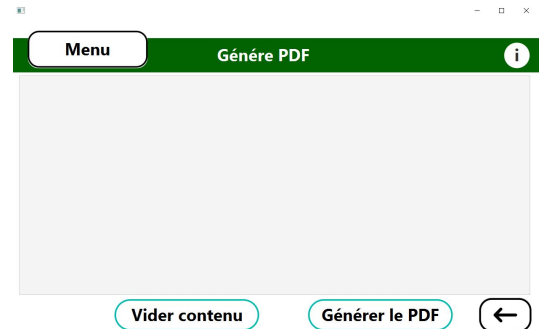 Menu
Génére PDF
i
Vider contenu
Générer le PDF